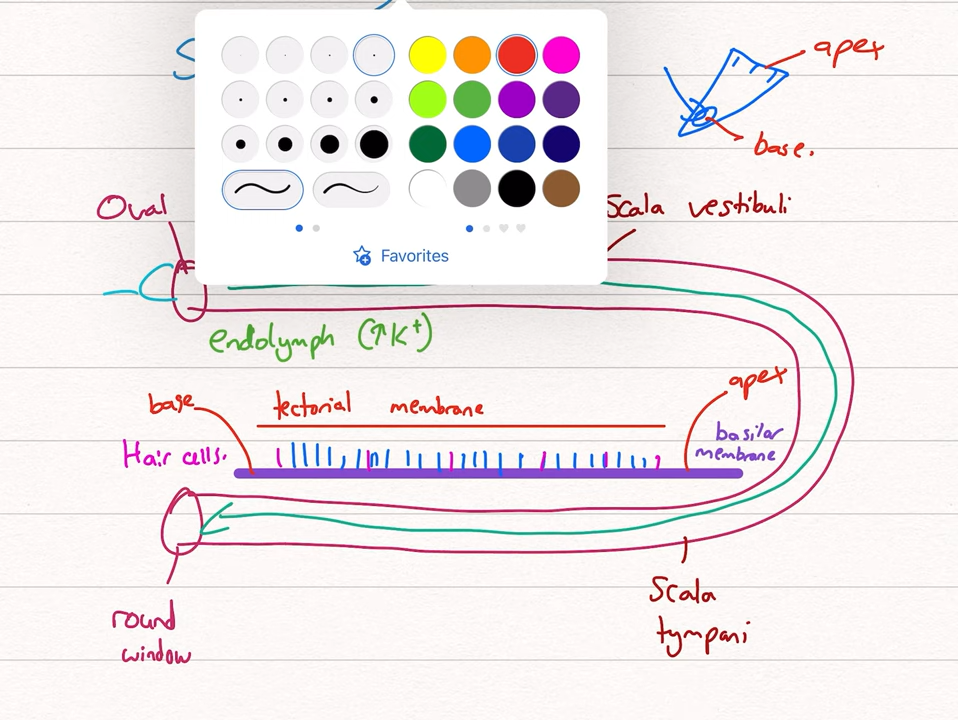 apex
base.
Oval
Scala vestibuli
Favorites
endolymph (↑K⁺)
base
tectorial membrane
apex
Hair cells.
basilar
membrane
Scala
tympani
round
window